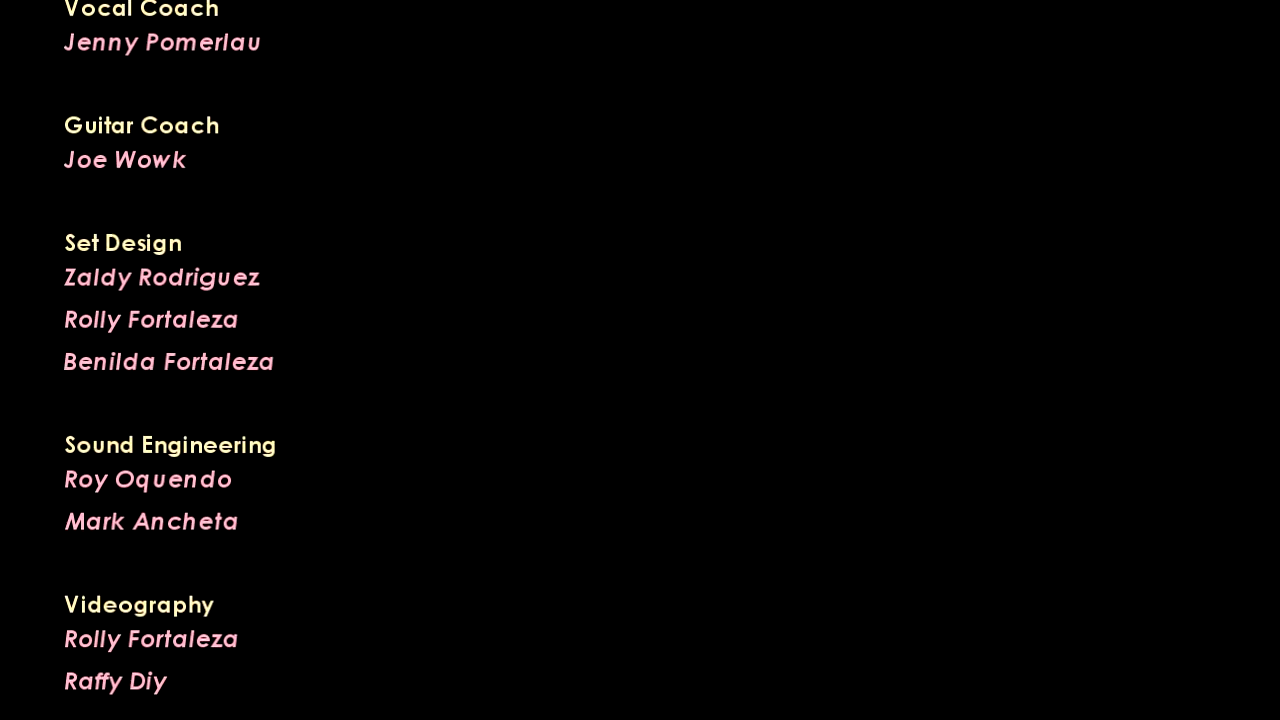 Vocal Coach
Jenny Pomerlau
Guitar Coach
Joe Wowk
Set Design
Zaldy Rodriguez
Rolly Fortaleza
Benilda Fortaleza
Sound Engineering
Roy Oquendo
Mark Ancheta
Videography
Rolly Fortaleza
Raffy Diy